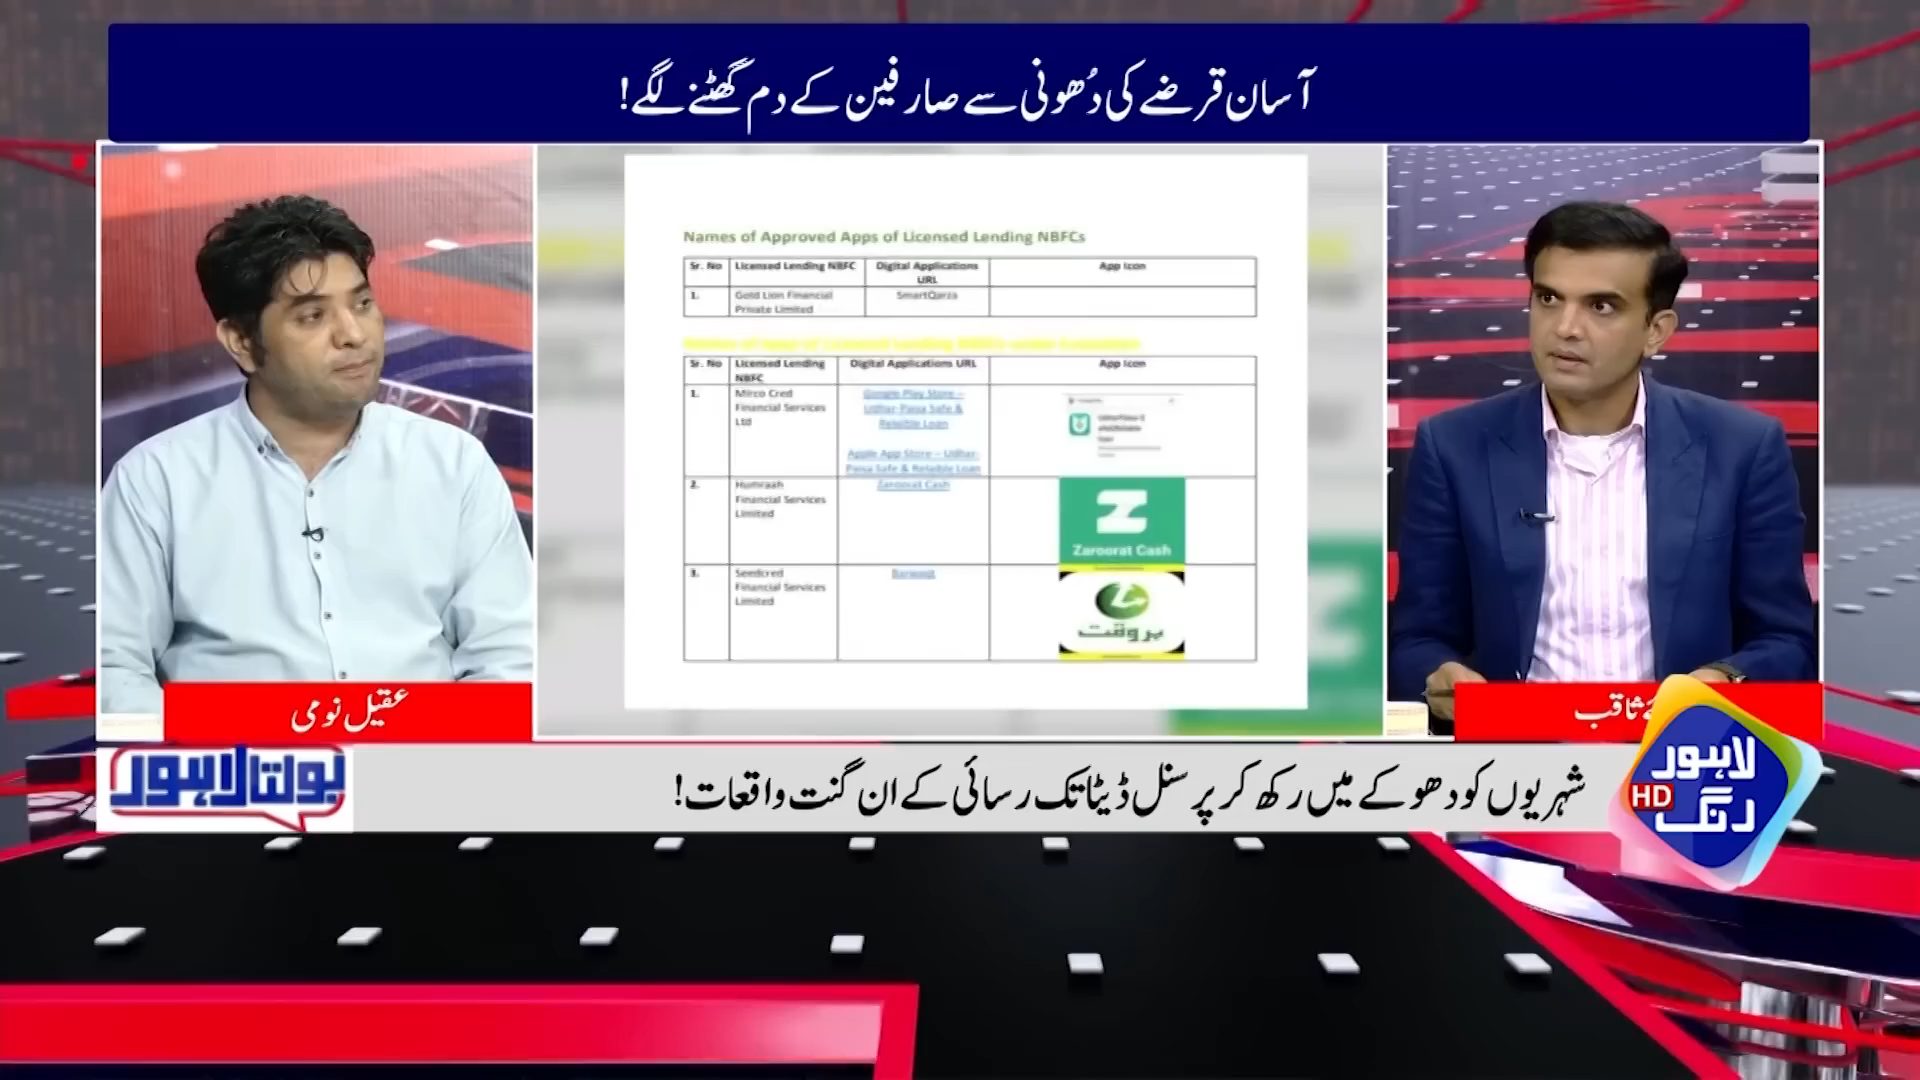 آسان قرضے کی دُھونی سے صارفین کے دم گھٹنے لگے!
Names of Approved Apps of Licensed Lending NBFCs
Sr. No Licensed Lending NBFC Digital Applications URL App Icon
1. Gold Lion Financial Private Limited SmartQarza
Sr. No Licensed Lending NBFC Digital Applications URL App Icon
1. Mirco Cred Financial Services Ltd Google Play Store – Udhar-Paisa Safe & Relaible Loan
Apple App Store – Udhar-Paisa Safe & Relaible Loan
2. Humraah Financial Services Limited Zaroorat Cash
Zaroorat Cash
3. Seedcred Financial Services Limited Barwaqt
بروقت
عقیل نومی
ثاقب
بولتا لاہور
شہریوں کو دھوکے میں رکھ کر پرسنل ڈیٹا تک رسائی کے ان گنت واقعات!
لاہور
HD رنگ